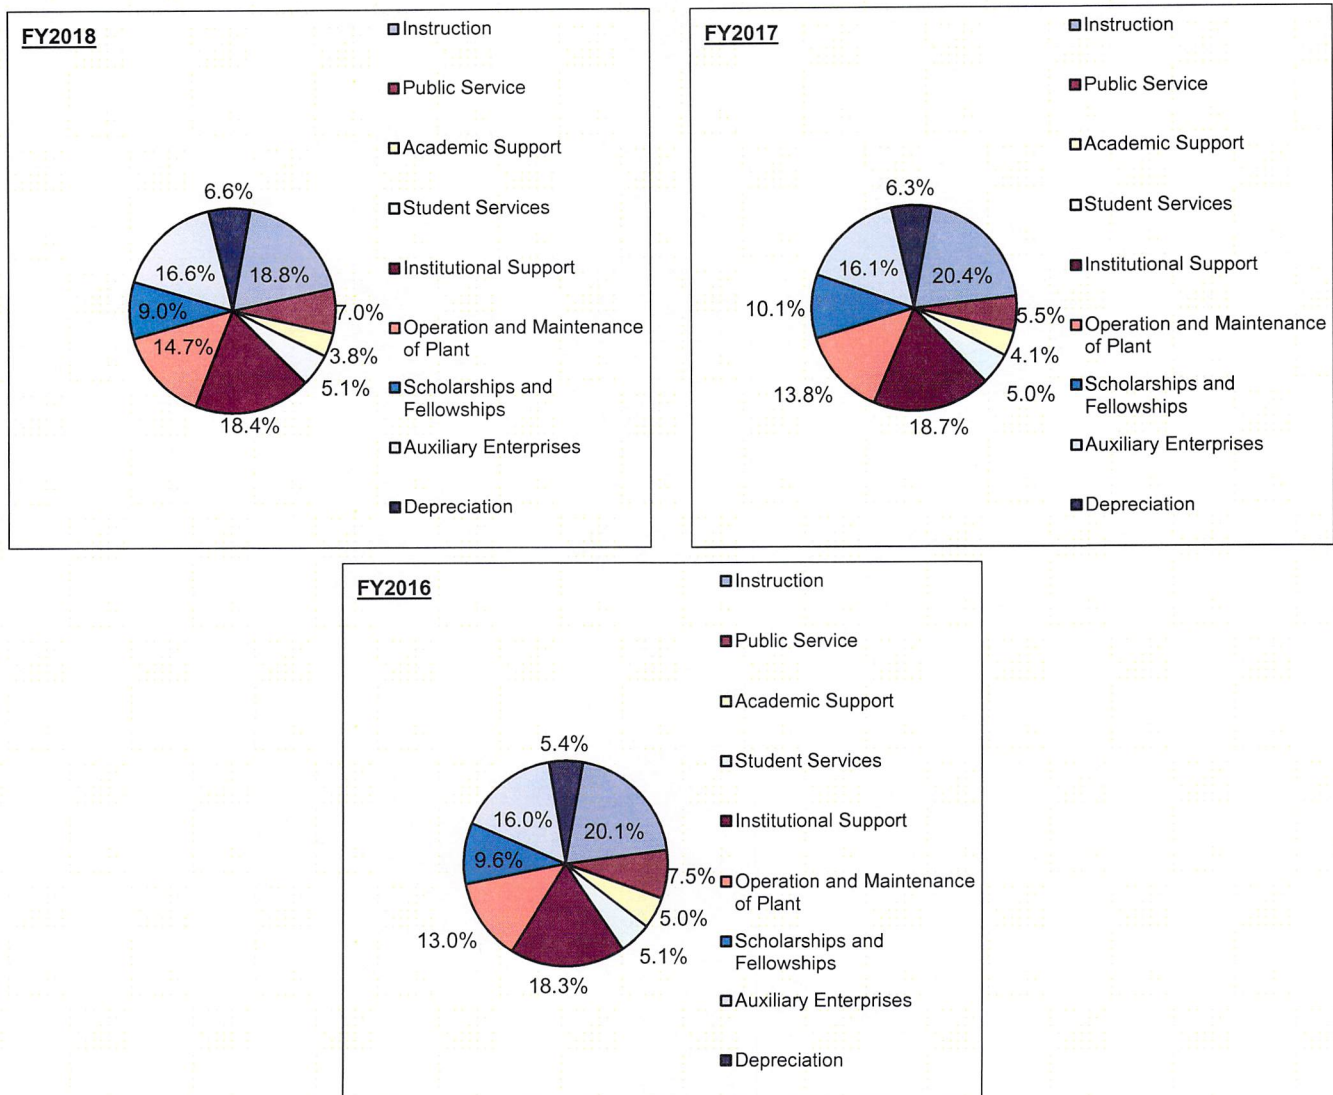 FY2018
Instruction
Public Service
Academic Support
Student Services
Institutional Support
Operation and Maintenance
of Plant
Scholarships and
Fellowships
Auxiliary Enterprises
Depreciation
6.6%
18.8%
7.0%
3.8%
5.1%
18.4%
14.7%
9.0%
16.6%
FY2017
Instruction
Public Service
Academic Support
Student Services
Institutional Support
Operation and Maintenance
of Plant
Scholarships and
Fellowships
Auxiliary Enterprises
Depreciation
6.3%
20.4%
5.5%
4.1%
5.0%
18.7%
13.8%
10.1%
16.1%
FY2016
Instruction
Public Service
Academic Support
Student Services
Institutional Support
Operation and Maintenance
of Plant
Scholarships and
Fellowships
Auxiliary Enterprises
Depreciation
5.4%
20.1%
7.5%
5.0%
5.1%
18.3%
13.0%
9.6%
16.0%